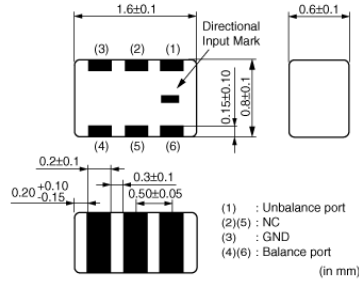 1.6±0.1
0.6±0.1
Directional
Input Mark
(3) (2) (1)
0.15±0.10
0.8±0.1
(4) (5) (6)
0.2±0.1
0.3±0.1
0.20 +0.10 -0.15
0.50±0.05
(1) : Unbalance port
(2)(5) : NC
(3) : GND
(4)(6) : Balance port
(in mm)